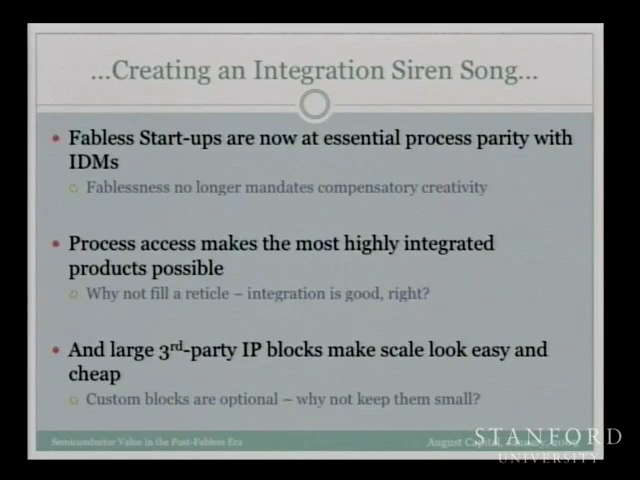 ...Creating an Integration Siren Song...
• Fabless Start-ups are now at essential process parity with
IDMs
Fablessness no longer mandates compensatory creativity
• Process access makes the most highly integrated
products possible
Why not fill a reticle – integration is good, right?
• And large 3rd-party IP blocks make scale look easy and
cheap
Custom blocks are optional – why not keep them small?
Semiconductor Value in the Post-Fabless Era
August Capital,
STANFORD
UNIVERSITY